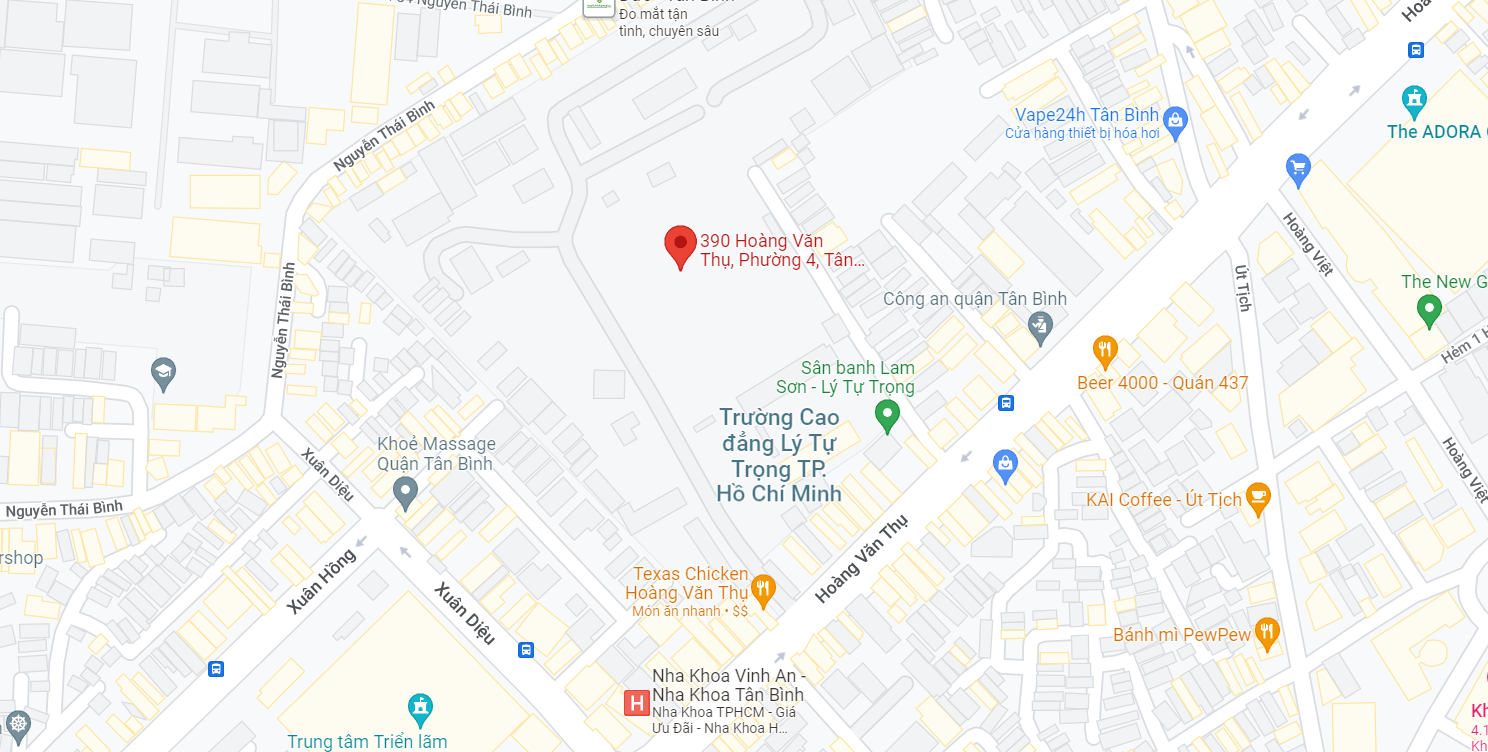 Nguyễn Thái Bình
Đo mắt tận
tình, chuyên sâu
Vape24h Tân Bình
Cửa hàng thiết bị hóa hơi
The ADORA
Nguyễn Thái Bình
390 Hoàng Văn
Thụ, Phường 4, Tân...
Hoàng Việt
Út Tịch
The New G
Công an quận Tân Bình
Nguyễn Thái Bình
Hẻm 1 H
Sân banh Lam
Sơn - Lý Tự Trọng
Beer 4000 - Quán 437
Trường Cao
đẳng Lý Tự
Trọng TP.
Hồ Chí Minh
Khoẻ Massage
Quận Tân Bình
Xuân Diệu
Hoàng Việt
KAI Coffee - Út Tịch
Nguyễn Thái Bình
rshop
Hoàng Văn Thụ
Xuân Hồng
Texas Chicken
Hoàng Văn Thụ
Món ăn nhanh • $$
Xuân Diệu
Bánh mì PewPew
Nha Khoa Vinh An -
Nha Khoa Tân Bình
Nha Khoa TPHCM - Giá
Ưu Đãi - Nha Khoa H...
H
Trung tâm Triển lãm
Kh
4.1
Kh